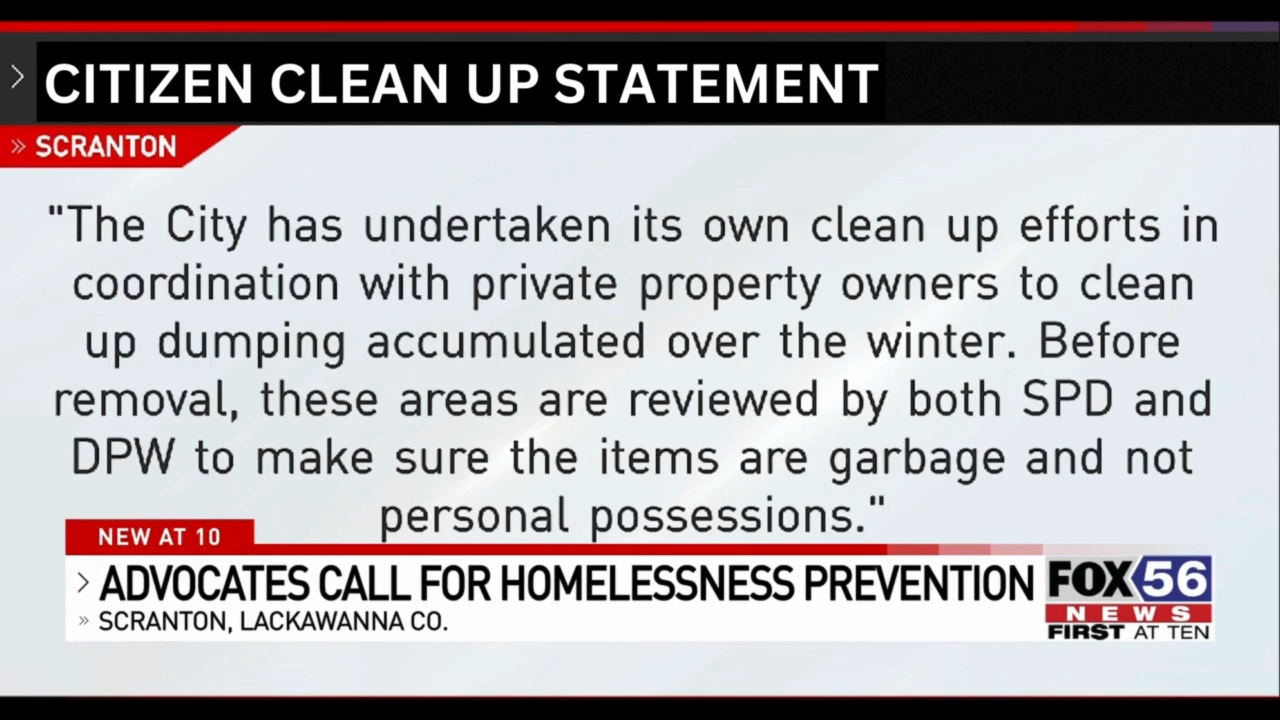 CITIZEN CLEAN UP STATEMENT
» SCRANTON
"The City has undertaken its own clean up efforts in
coordination with private property owners to clean
up dumping accumulated over the winter. Before
removal, these areas are reviewed by both SPD and
DPW to make sure the items are garbage and not
personal possessions."
NEW AT 10
ADVOCATES CALL FOR HOMELESSNESS PREVENTION
» SCRANTON, LACKAWANNA CO.
FOX 56
NEWS
FIRST AT TEN